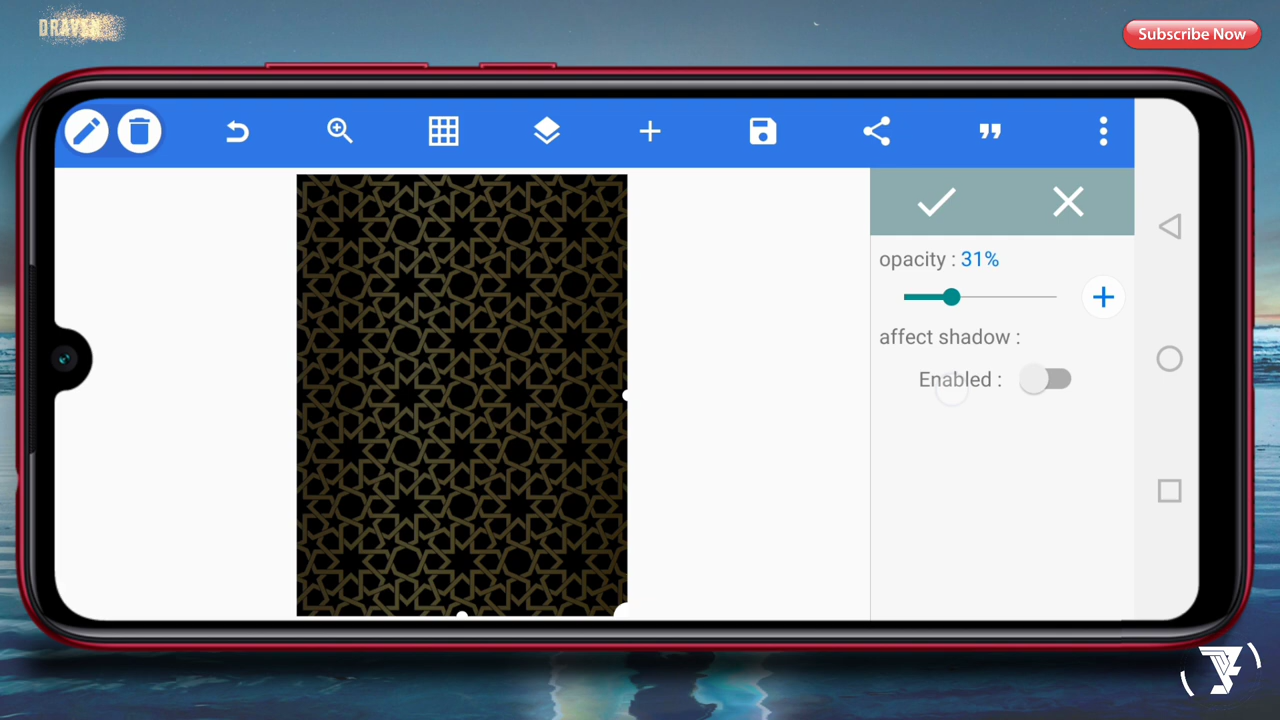 DRAVEN
Subscribe Now
opacity : 31%
affect shadow :
Enabled :